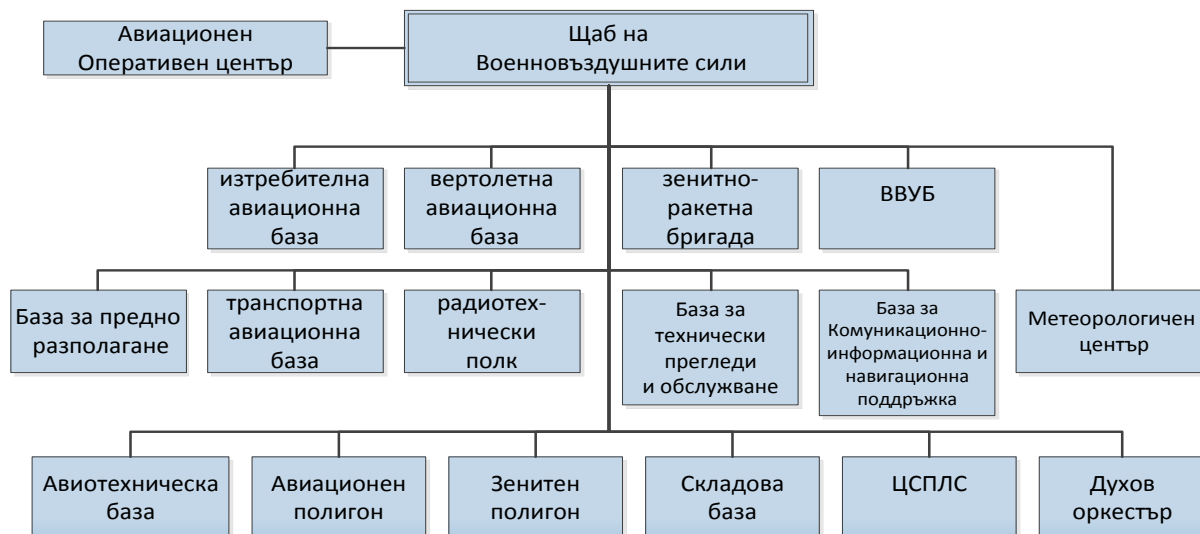 Авиационен
Оперативен център
Щаб на
Военновъздушните сили
изтребителна
авиационна
база
вертолетна
авиационна
база
зенитно-
ракетна
бригада
ВВУБ
База за предно
разполагане
транспортна
авиационна
база
радиотех-
нически
полк
База за
технически
прегледи
и обслужване
База за
Комуникационно-
информационна и
навигационна
поддръжка
Метеорологичен
център
Авиотехническа
база
Авиационен
полигон
Зенитен
полигон
Складова
база
ЦСПЛС
Духов
оркестър